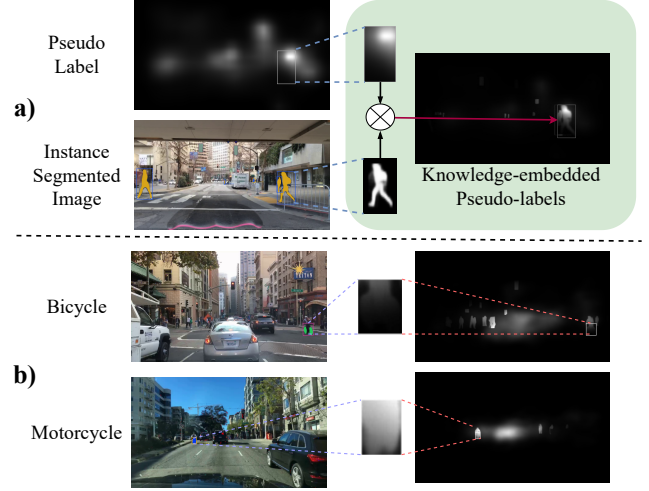 Pseudo
Label
a)
Instance
Segmented
Image
Knowledge-embedded
Pseudo-labels
Bicycle
b)
Motorcycle